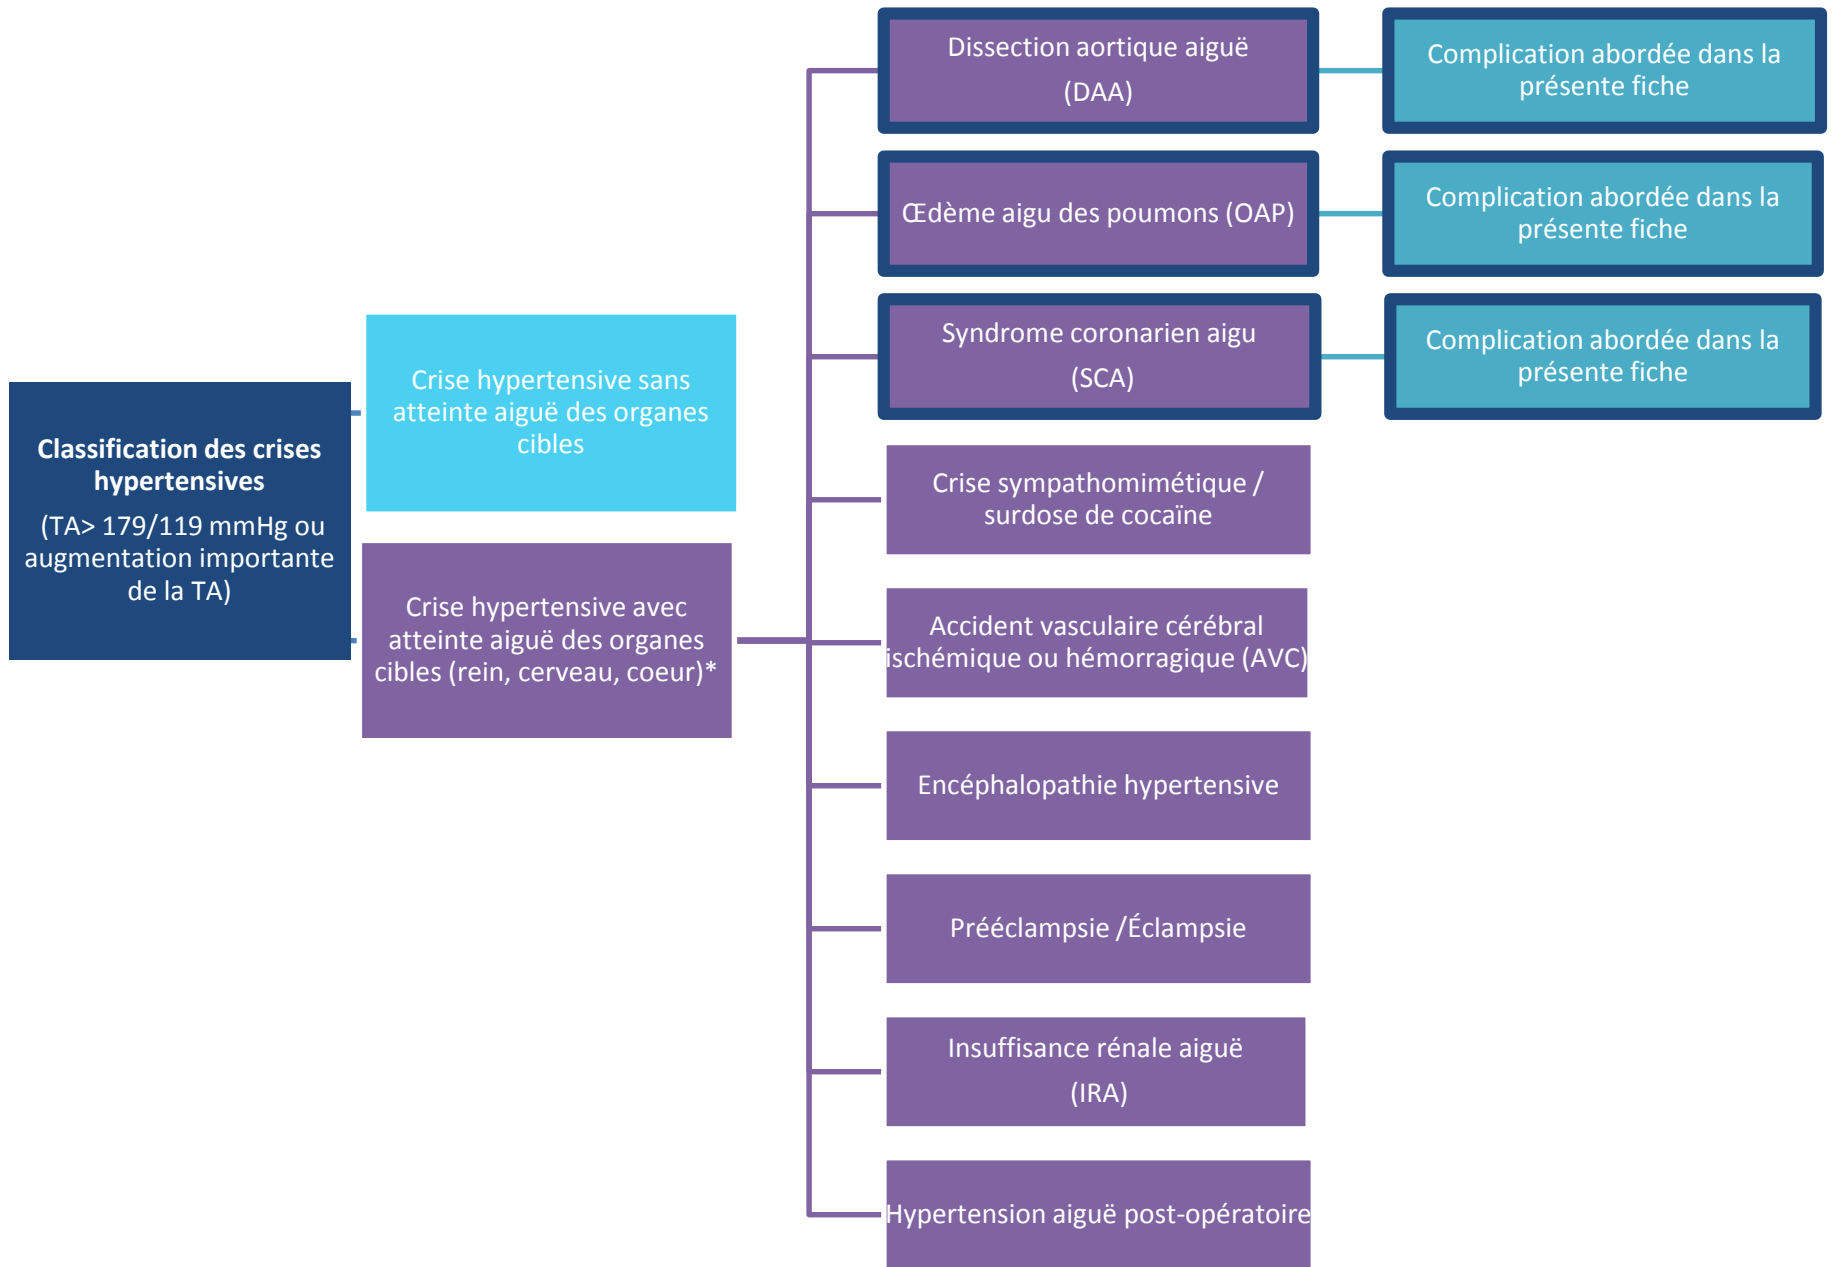 Classification des crises
hypertensives
(TA> 179/119 mmHg ou
augmentation importante
de la TA)
Crise hypertensive sans
atteinte aiguë des organes
cibles
Crise hypertensive avec
atteinte aiguë des organes
cibles (rein, cerveau, coeur)*
Dissection aortique aiguë
(DAA)
Complication abordée dans la
présente fiche
Œdème aigu des poumons (OAP)
Complication abordée dans la
présente fiche
Syndrome coronarien aigu
(SCA)
Complication abordée dans la
présente fiche
Crise sympathomimétique /
surdose de cocaïne
Accident vasculaire cérébral
ischémique ou hémorragique (AVC)
Encéphalopathie hypertensive
Prééclampsie /Éclampsie
Insuffisance rénale aiguë
(IRA)
Hypertension aiguë post-opératoire